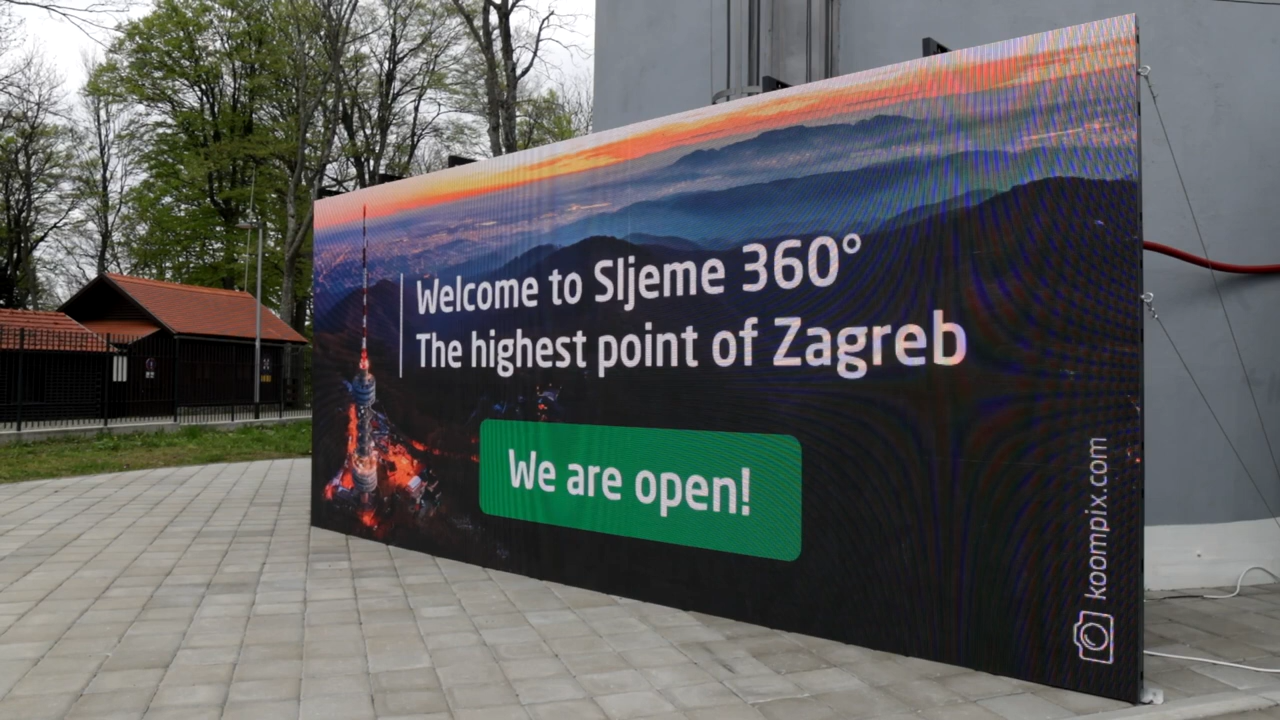 Welcome to Sljeme 360°
The highest point of Zagreb
We are open!
koompix.com